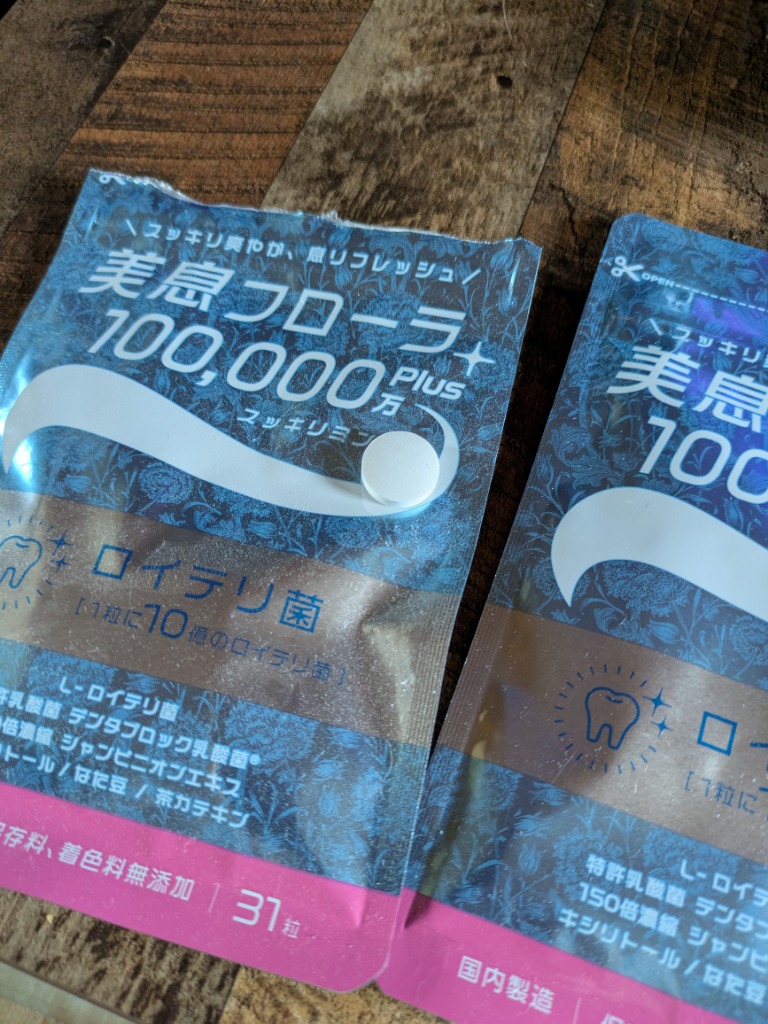 \スッキリ爽やか、息リフレッシュ/
美息フローラ
100,000万 Plus
スッキリミン
ロイテリ菌
[1粒に10億のロイテリ菌]
L-ロイテリ菌
許乳酸菌 デンタブロック乳酸菌®
0倍濃縮 シャンピニオンエキス
トール / なた豆 / 茶カテキン
保存料、着色料無添加 | 31粒
OPEN
\スッキリ
美息
100
ロイ
[1粒に
L-ロイテ
特許乳酸菌 デンタブ
150倍濃縮 シャンピ
キシリトール / なた豆
国内製造